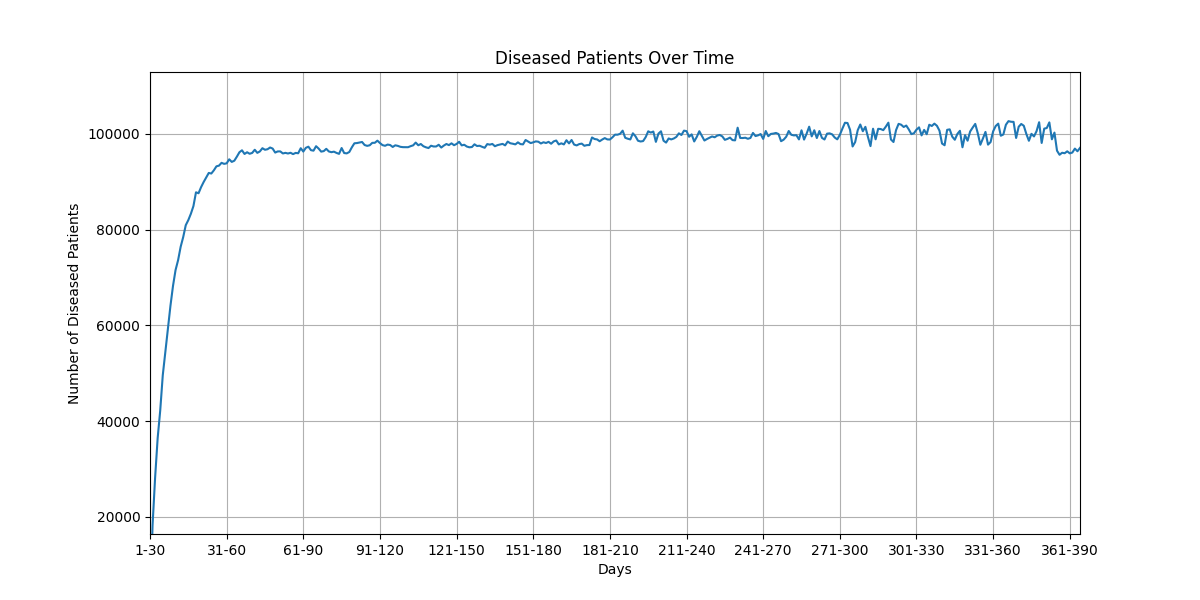 Diseased Patients Over Time
Number of Diseased Patients
100000
80000
60000
40000
20000
1-30 31-60 61-90 91-120 121-150 151-180 181-210 211-240 241-270 271-300 301-330 331-360 361-390
Days